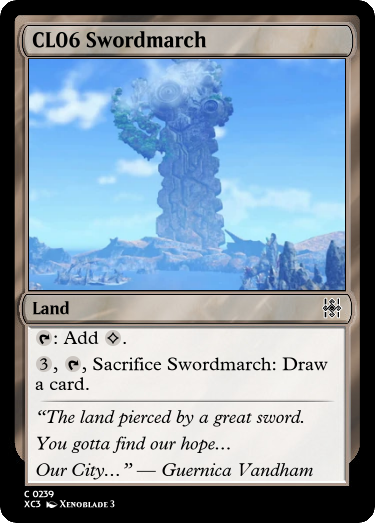 CL06 Swordmarch
Land
: Add .
3, , Sacrifice Swordmarch: Draw
a card.
"The land pierced by a great sword.
You gotta find our hope…
Our City…" — Guernica Vandham
C 0239
XC3 Xenoblade 3